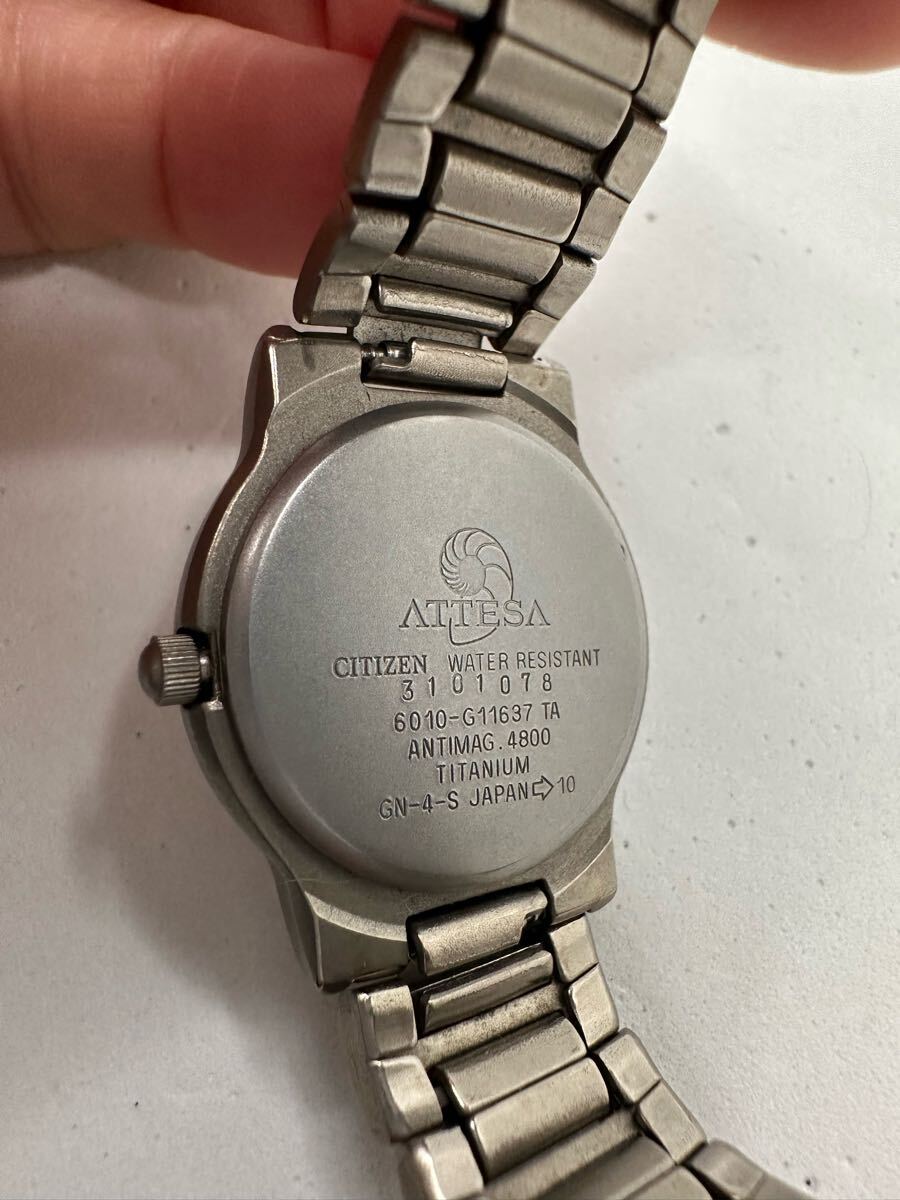 ATTESA
CITIZEN WATER RESISTANT
3101078
6010-G11637 TA
ANTIMAG. 4800
TITANIUM
GN-4-S JAPAN⇨10